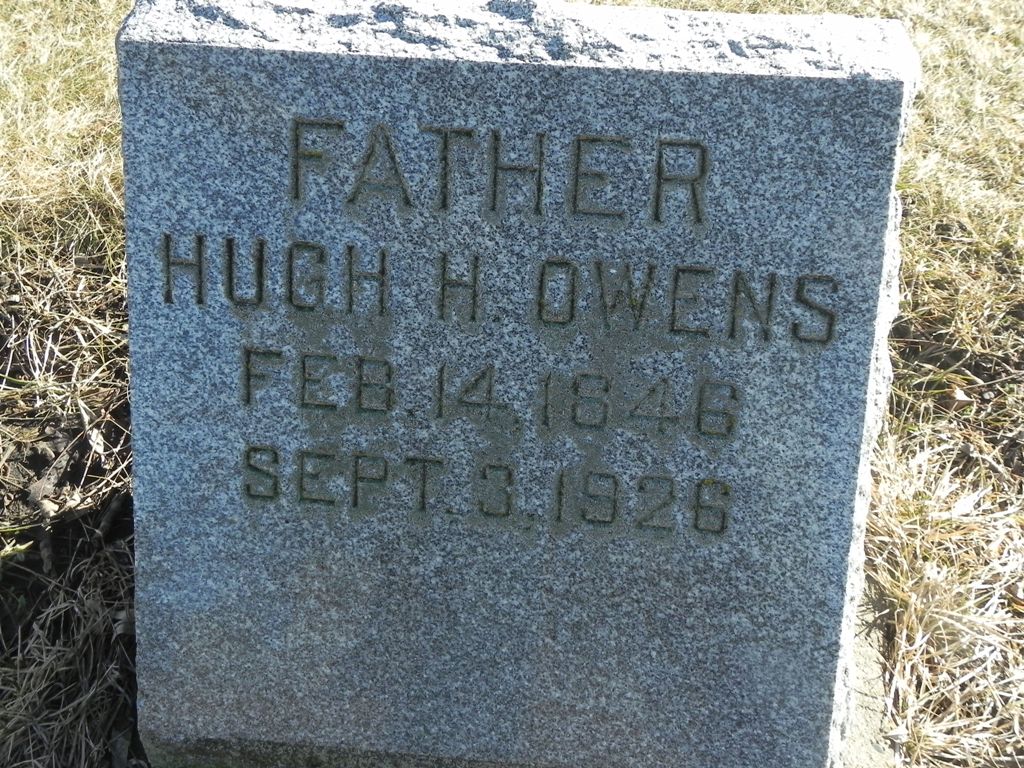 FATHER
HUGH H. OWENS
FEB. 14, 1846
SEPT. 3, 1926